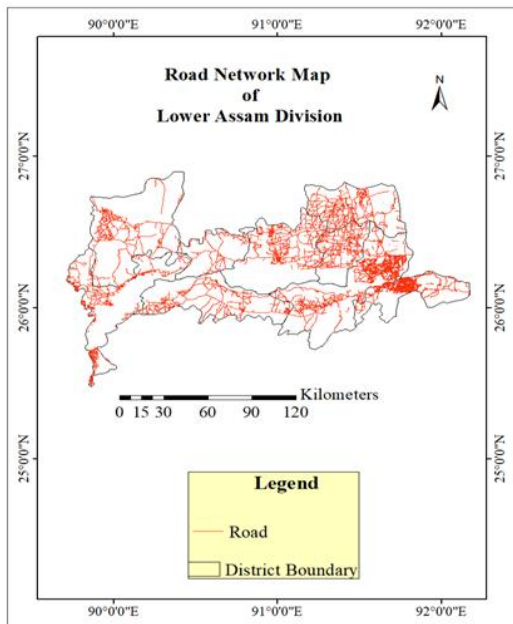 90°0'0"E 91°0'0"E 92°0'0"E
Road Network Map
of
Lower Assam Division
N
27°0'0"N 27°0'0"N
26°0'0"N 26°0'0"N
Kilometers
0 15 30 60 90 120
25°0'0"N 25°0'0"N
Legend
Road
District Boundary
90°0'0"E 91°0'0"E 92°0'0"E